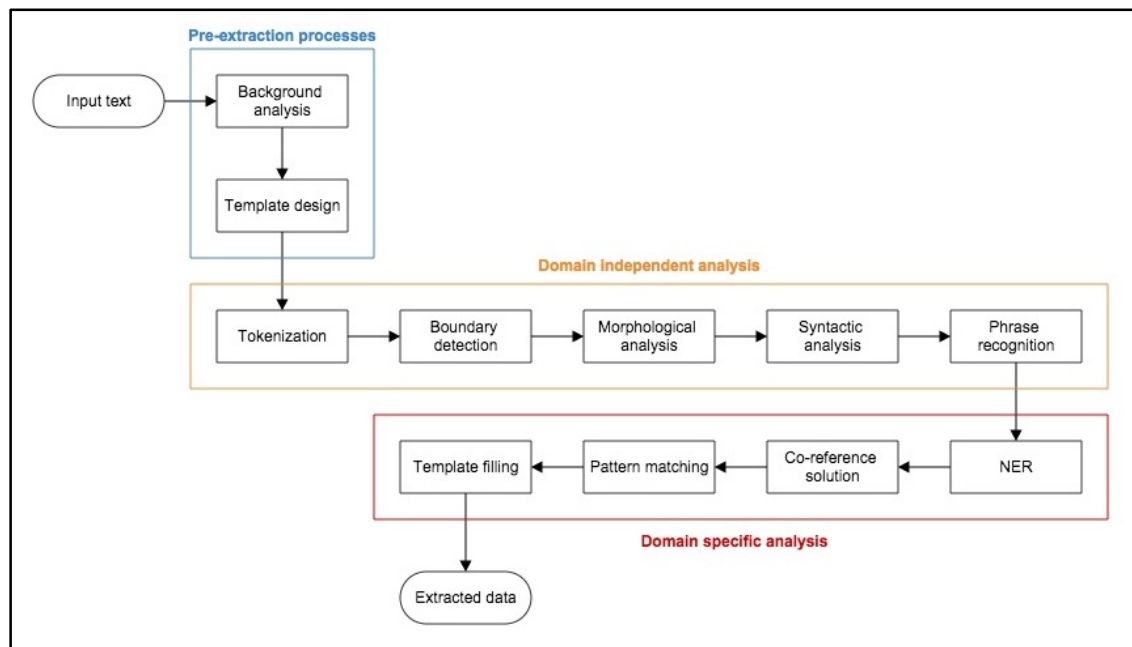 Pre-extraction processes
Input text
Background
analysis
Template design
Domain independent analysis
Tokenization
Boundary
detection
Morphological
analysis
Syntactic
analysis
Phrase
recognition
NER
Co-reference
solution
Pattern matching
Template filling
Domain specific analysis
Extracted data